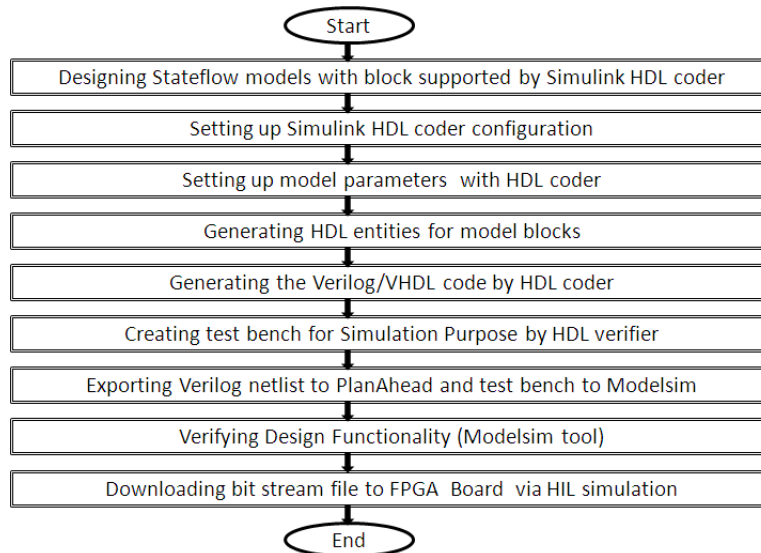 Start
Designing Stateflow models with block supported by Simulink HDL coder
Setting up Simulink HDL coder configuration
Setting up model parameters with HDL coder
Generating HDL entities for model blocks
Generating the Verilog/VHDL code by HDL coder
Creating test bench for Simulation Purpose by HDL verifier
Exporting Verilog netlist to PlanAhead and test bench to Modelsim
Verifying Design Functionality (Modelsim tool)
Downloading bit stream file to FPGA Board via HIL simulation
End